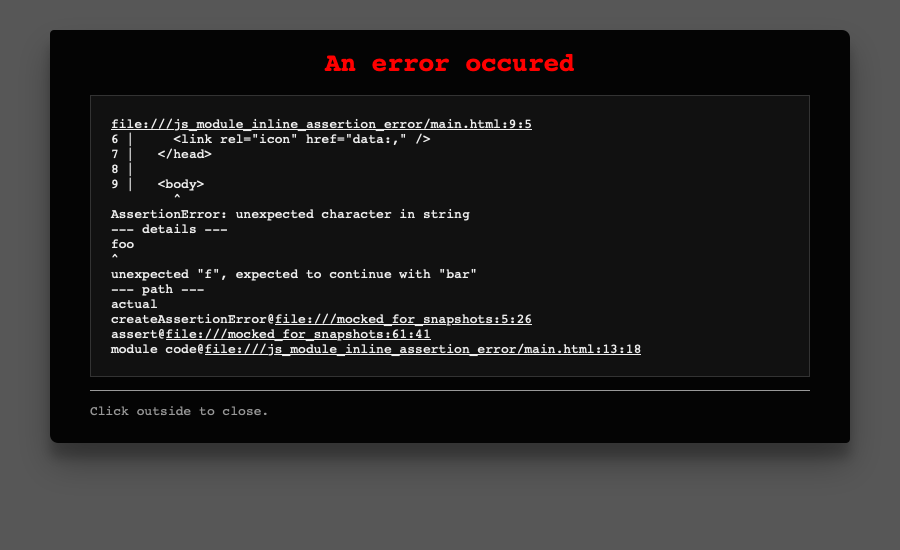 An error occured
file:///js_module_inline_assertion_error/main.html:9:5
6 |     <link rel="icon" href="data:," />
7 |   </head>
8 |
9 |   <body>
        ^
AssertionError: unexpected character in string
--- details ---
foo
^
unexpected "f", expected to continue with "bar"
--- path ---
actual
createAssertionError@file:///mocked_for_snapshots:5:26
assert@file:///mocked_for_snapshots:61:41
module code@file:///js_module_inline_assertion_error/main.html:13:18
Click outside to close.